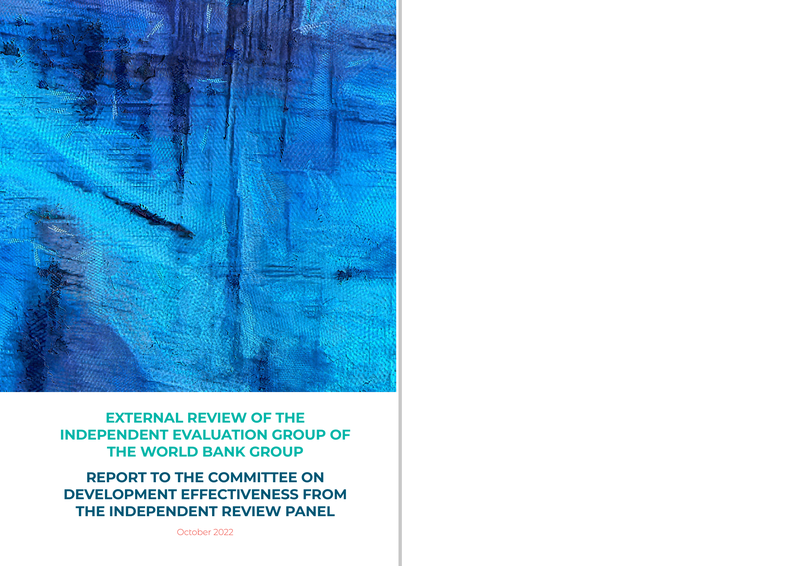 EXTERNAL REVIEW OF THE
INDEPENDENT EVALUATION GROUP OF
THE WORLD BANK GROUP
REPORT TO THE COMMITTEE ON
DEVELOPMENT EFFECTIVENESS FROM
THE INDEPENDENT REVIEW PANEL
October 2022